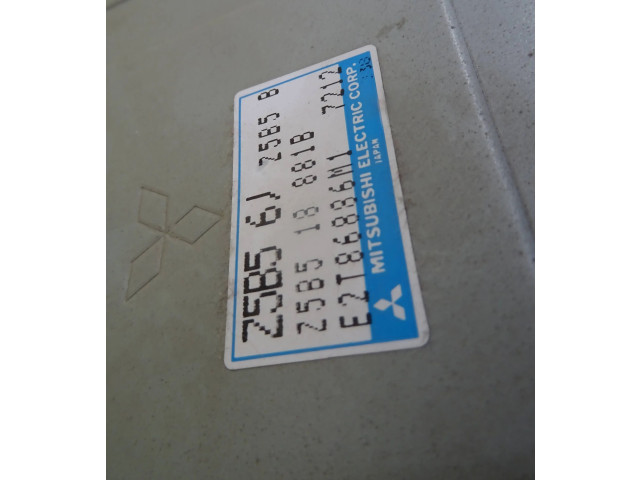 Z5B5 6J Z5B5 B
Z5B5 18 881B 7212
E2T86886M1
MITSUBISHI ELECTRIC CORP.
JAPAN